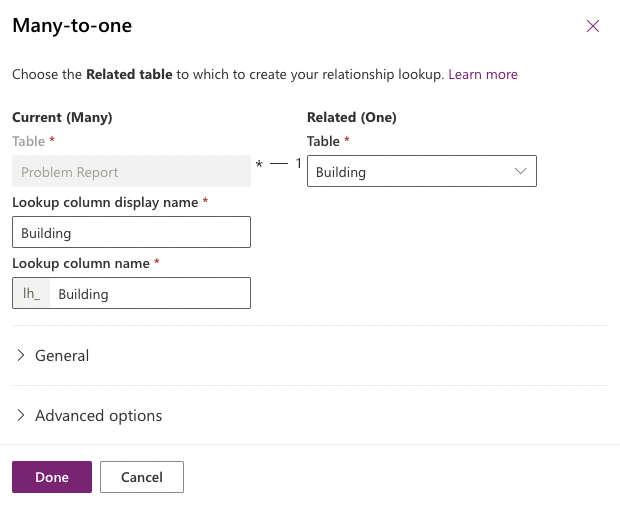 Many-to-one
Choose the Related table to which to create your relationship lookup. Learn more
Current (Many)
Related (One)
Table *
Table *
Problem Report
* — 1
Building
Lookup column display name *
Building
Lookup column name *
lh_ Building
General
Advanced options
Done
Cancel